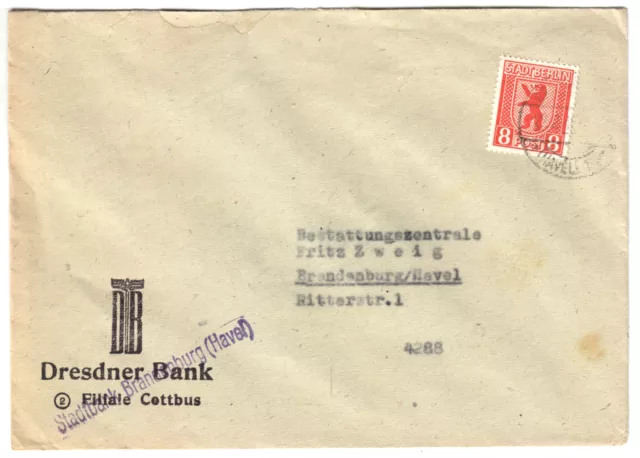 STADT BERLIN
8 POST 8
HAVEL
Bestattungszentrale
Fritz Z w e i g
Brandenburg/Havel
Ritterstr.1
4288
DB
Dresdner Bank
② Filiale Cottbus
Stadtbank Brandenburg (Havel)